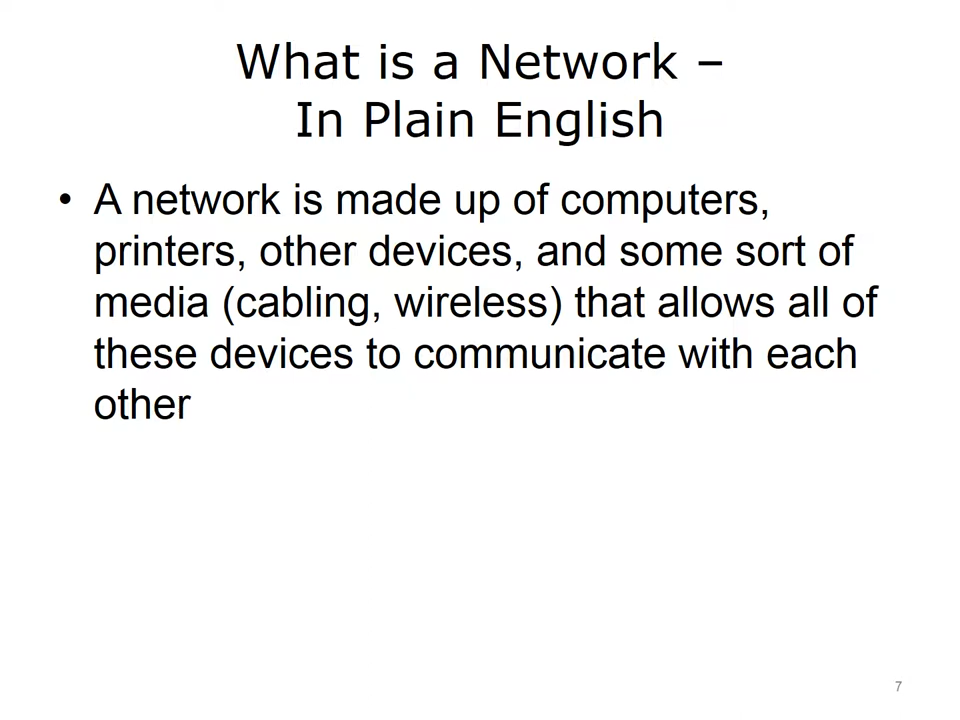 What is a Network –
In Plain English
• A network is made up of computers,
printers, other devices, and some sort of
media (cabling, wireless) that allows all of
these devices to communicate with each
other
7